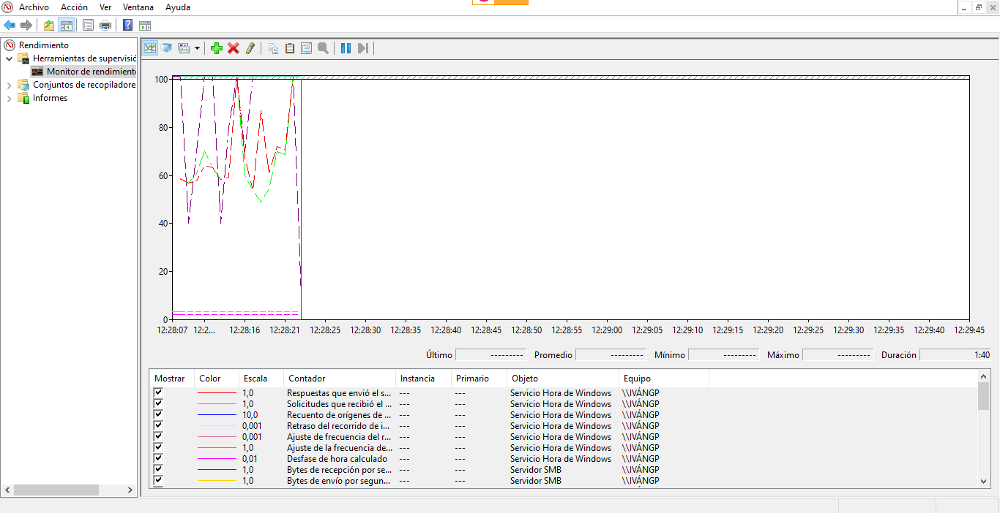 Archivo Acción Ver Ventana Ayuda
Rendimiento
Herramientas de supervisió
Monitor de rendimiento
Conjuntos de recopiladore
Informes
100
80
60
40
20
0
12:28:07 12:2... 12:28:16 12:28:21 12:28:25 12:28:30 12:28:35 12:28:40 12:28:45 12:28:50 12:28:55 12:29:00 12:29:05 12:29:10 12:29:15 12:29:20 12:29:25 12:29:30 12:29:35 12:29:40 12:29:45
Último --------- Promedio --------- Mínimo --------- Máximo --------- Duración 1:40
Mostrar Color Escala Contador Instancia Primario Objeto Equipo
1,0 Respuestas que envió el s... --- --- Servicio Hora de Windows \\IVÁNGP
1,0 Solicitudes que recibió el ... --- --- Servicio Hora de Windows \\IVÁNGP
10,0 Recuento de orígenes de ... --- --- Servicio Hora de Windows \\IVÁNGP
0,001 Retraso del recorrido de i... --- --- Servicio Hora de Windows \\IVÁNGP
0,001 Ajuste de frecuencia del r... --- --- Servicio Hora de Windows \\IVÁNGP
1,0 Ajuste de la frecuencia de... --- --- Servicio Hora de Windows \\IVÁNGP
0,01 Desfase de hora calculado --- --- Servicio Hora de Windows \\IVÁNGP
1,0 Bytes de recepción por se... --- --- Servidor SMB \\IVÁNGP
1,0 Bytes de envío por segun... --- --- Servidor SMB \\IVÁNGP